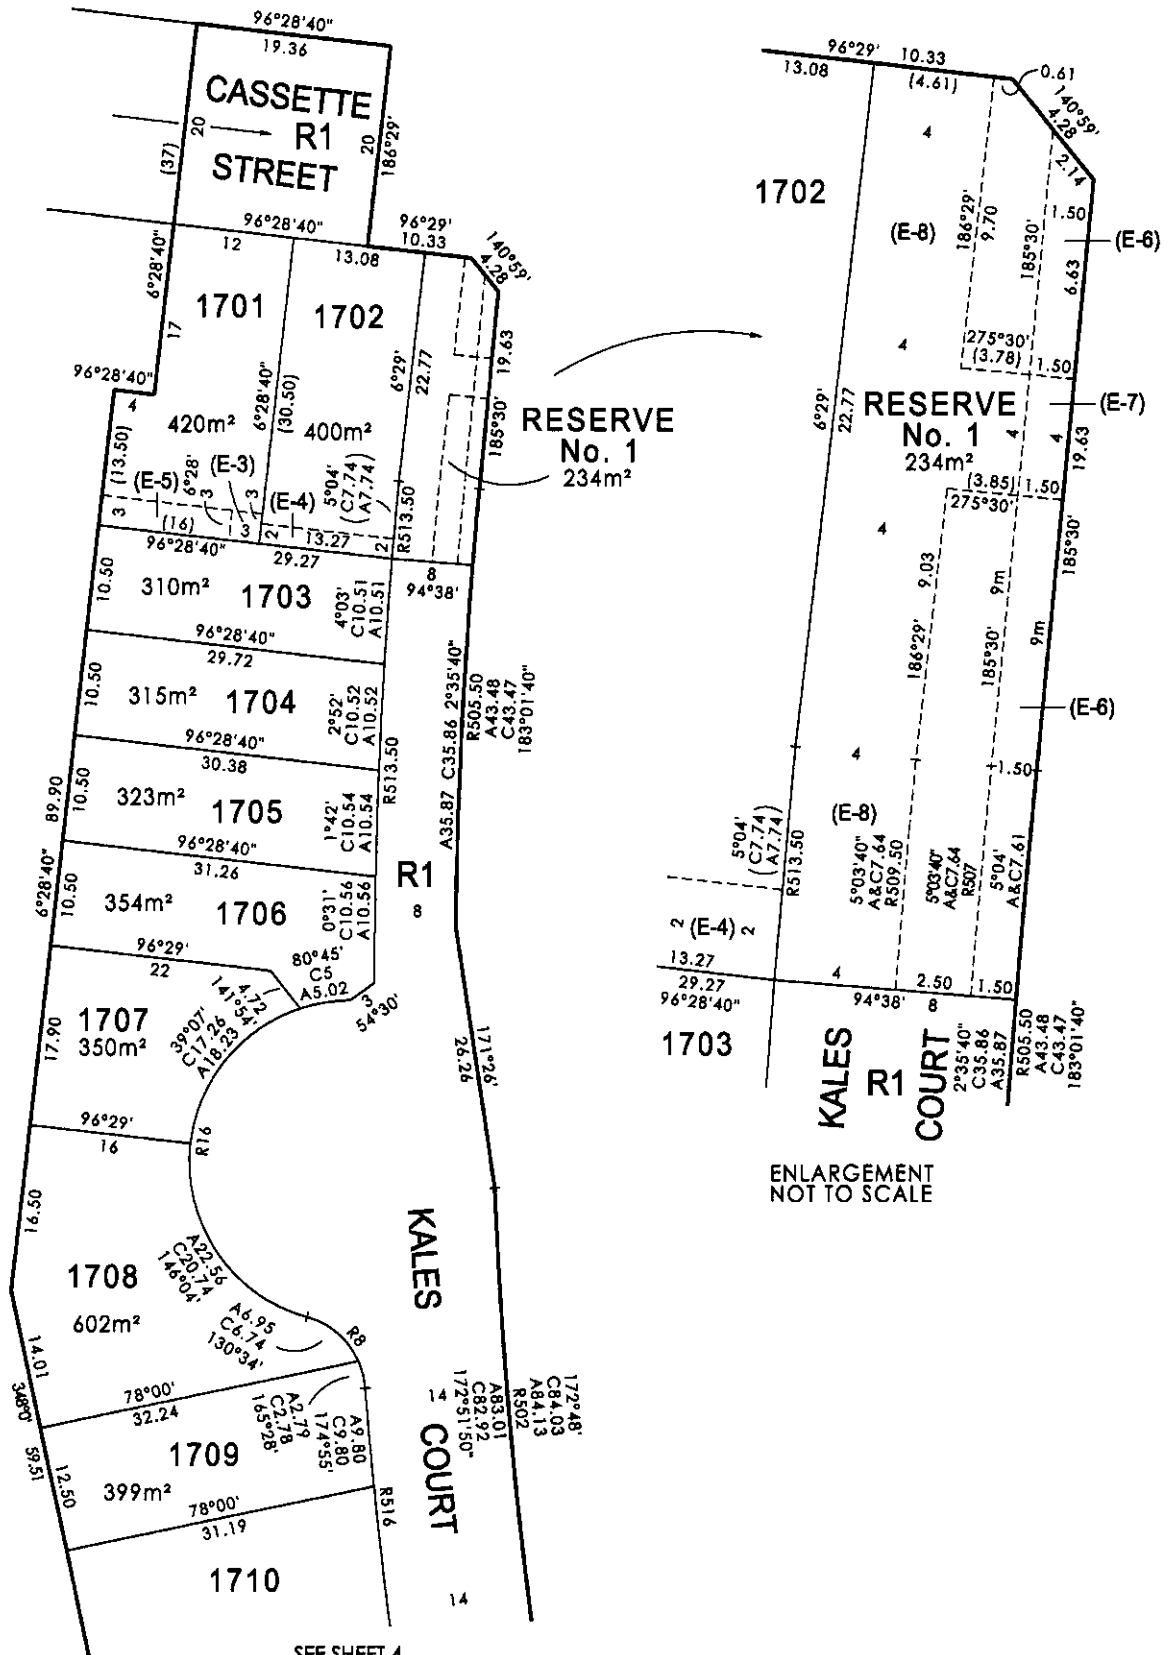 96°28'40"
19.36
CASSETTE
20
R1
STREET
20
186°29'
(37)
96°28'40"
12
13.08
96°29'
10.33
140°59'
4.28
6°28'40"
17
1701
1702
6°28'40"
(30.50)
6°29'
22.77
19.63
185°30'
96°28'40"
4
(13.50)
420m²
400m²
RESERVE
No. 1
234m²
(E-5)
6°28'
3
(E-3)
3
(E-4)
5°04'
(C7.74)
(A7.74)
R513.50
3
(16)
3
2
13.27
2
96°28'40"
29.27
8
94°38'
10.50
310m²
1703
4°03'
C10.51
A10.51
96°28'40"
29.72
10.50
315m²
1704
2°52'
C10.52
A10.52
A35.87 C35.86 2°35'40"
R505.50
A43.48
C43.47
183°01'40"
96°28'40"
30.38
R513.50
89.90
10.50
323m²
1705
1°42'
C10.54
A10.54
96°28'40"
31.26
6°28'40"
10.50
354m²
1706
0°31'
C10.56
A10.56
R1
8
96°29'
22
80°45'
C5
A5.02
3
54°30'
4.72
141°54'
1707
350m²
39°07'
C17.26
A18.23
17.90
171°26'
26.26
96°29'
16
R16
16.50
1708
602m²
A22.56
C20.74
146°04'
A6.95
C6.74
130°34'
R8
KALES
COURT
14
14.01
348°0'
59.51
78°00'
32.24
A2.79
C2.78
165°28'
A9.80
C9.80
174°55'
A83.01
C82.92
172°51'50"
172°48'
C84.03
A84.13
R502
12.50
1709
399m²
78°00'
31.19
R516
1710
14
SEE SHEET 4
96°29'
10.33
13.08
(4.61)
0.61
140°59'
4.28
2.14
4
1702
(E-8)
186°29'
9.70
185°30'
1.50
(E-6)
6.63
4
275°30'
(3.78)
1.50
6°29'
22.77
RESERVE
No. 1
234m²
4
4
(E-7)
19.63
(3.85)
275°30'
1.50
4
185°30'
9.03
186°29'
9m
185°30'
9m
(E-6)
4
1.50
(E-8)
5°04'
(C7.74)
(A7.74)
R513.50
5°03'40"
A&C7.64
R509.50
5°03'40"
A&C7.64
R507
5°04'
A&C7.61
2
(E-4)
2
13.27
29.27
96°28'40"
4
2.50
1.50
94°38'
8
1703
KALES
R1
COURT
2°35'40"
C35.86
A35.87
R505.50
A43.48
C43.47
183°01'40"
ENLARGEMENT
NOT TO SCALE